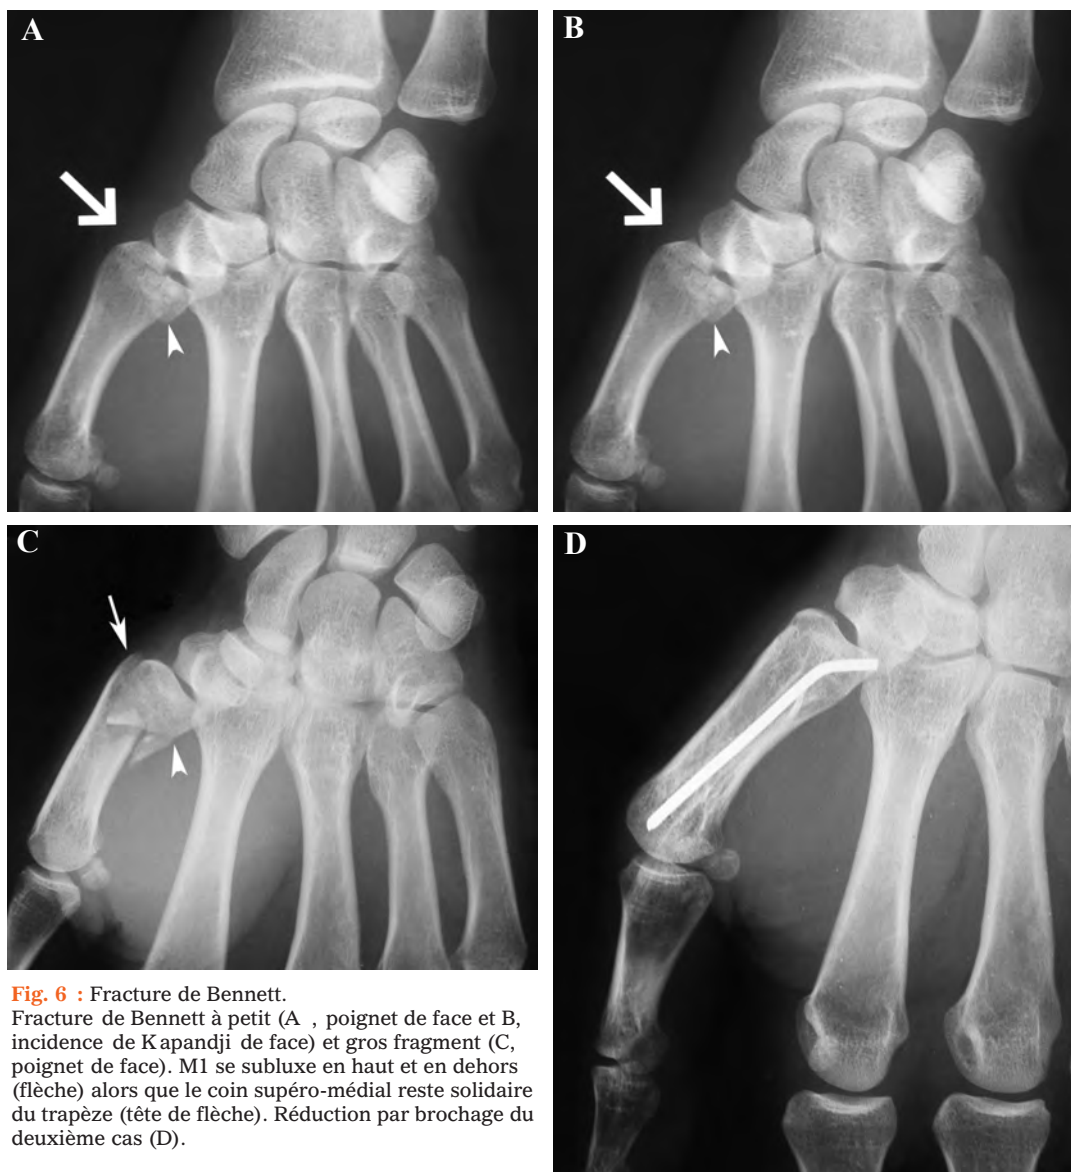 A
B
C
D
Fig. 6 : Fracture de Bennett.
Fracture de Bennett à petit (A , poignet de face et B,
incidence de Kapandji de face) et gros fragment (C,
poignet de face). M1 se subluxe en haut et en dehors
(flèche) alors que le coin supéro-médial reste solidaire
du trapèze (tête de flèche). Réduction par brochage du
deuxième cas (D).